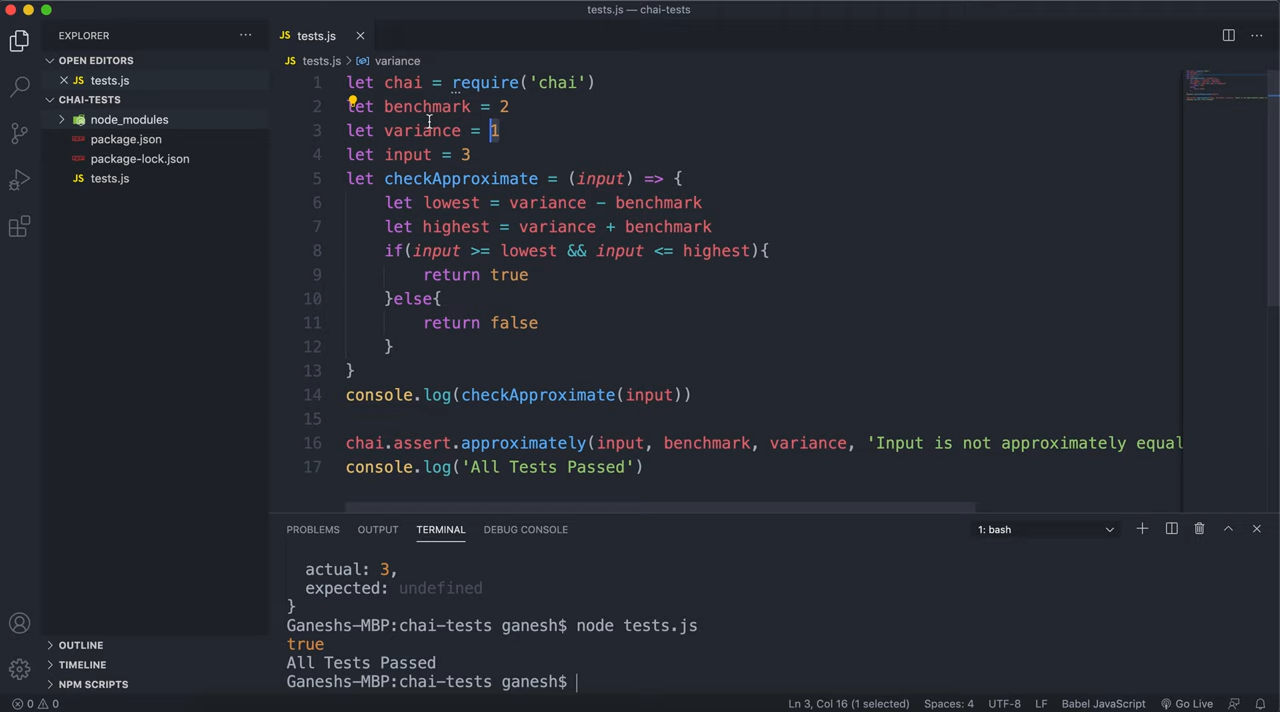 tests.js — chai-tests
EXPLORER
tests.js
OPEN EDITORS
tests.js > variance
tests.js
CHAI-TESTS
node_modules
package.json
package-lock.json
tests.js
1 let chai = require('chai')
2 let benchmark = 2
3 let variance = 1
4 let input = 3
5 let checkApproximate = (input) => {
6 let lowest = variance - benchmark
7 let highest = variance + benchmark
8 if(input >= lowest && input <= highest){
9 return true
10 }else{
11 return false
12 }
13 }
14 console.log(checkApproximate(input))
15
16 chai.assert.approximately(input, benchmark, variance, 'Input is not approximately equal
17 console.log('All Tests Passed')
PROBLEMS OUTPUT TERMINAL DEBUG CONSOLE 1: bash
actual: 3,
expected: undefined
}
Ganeshs-MBP:chai-tests ganesh$ node tests.js
true
All Tests Passed
Ganeshs-MBP:chai-tests ganesh$
OUTLINE
TIMELINE
NPM SCRIPTS
0 0 Ln 3, Col 16 (1 selected) Spaces: 4 UTF-8 LF Babel JavaScript Go Live